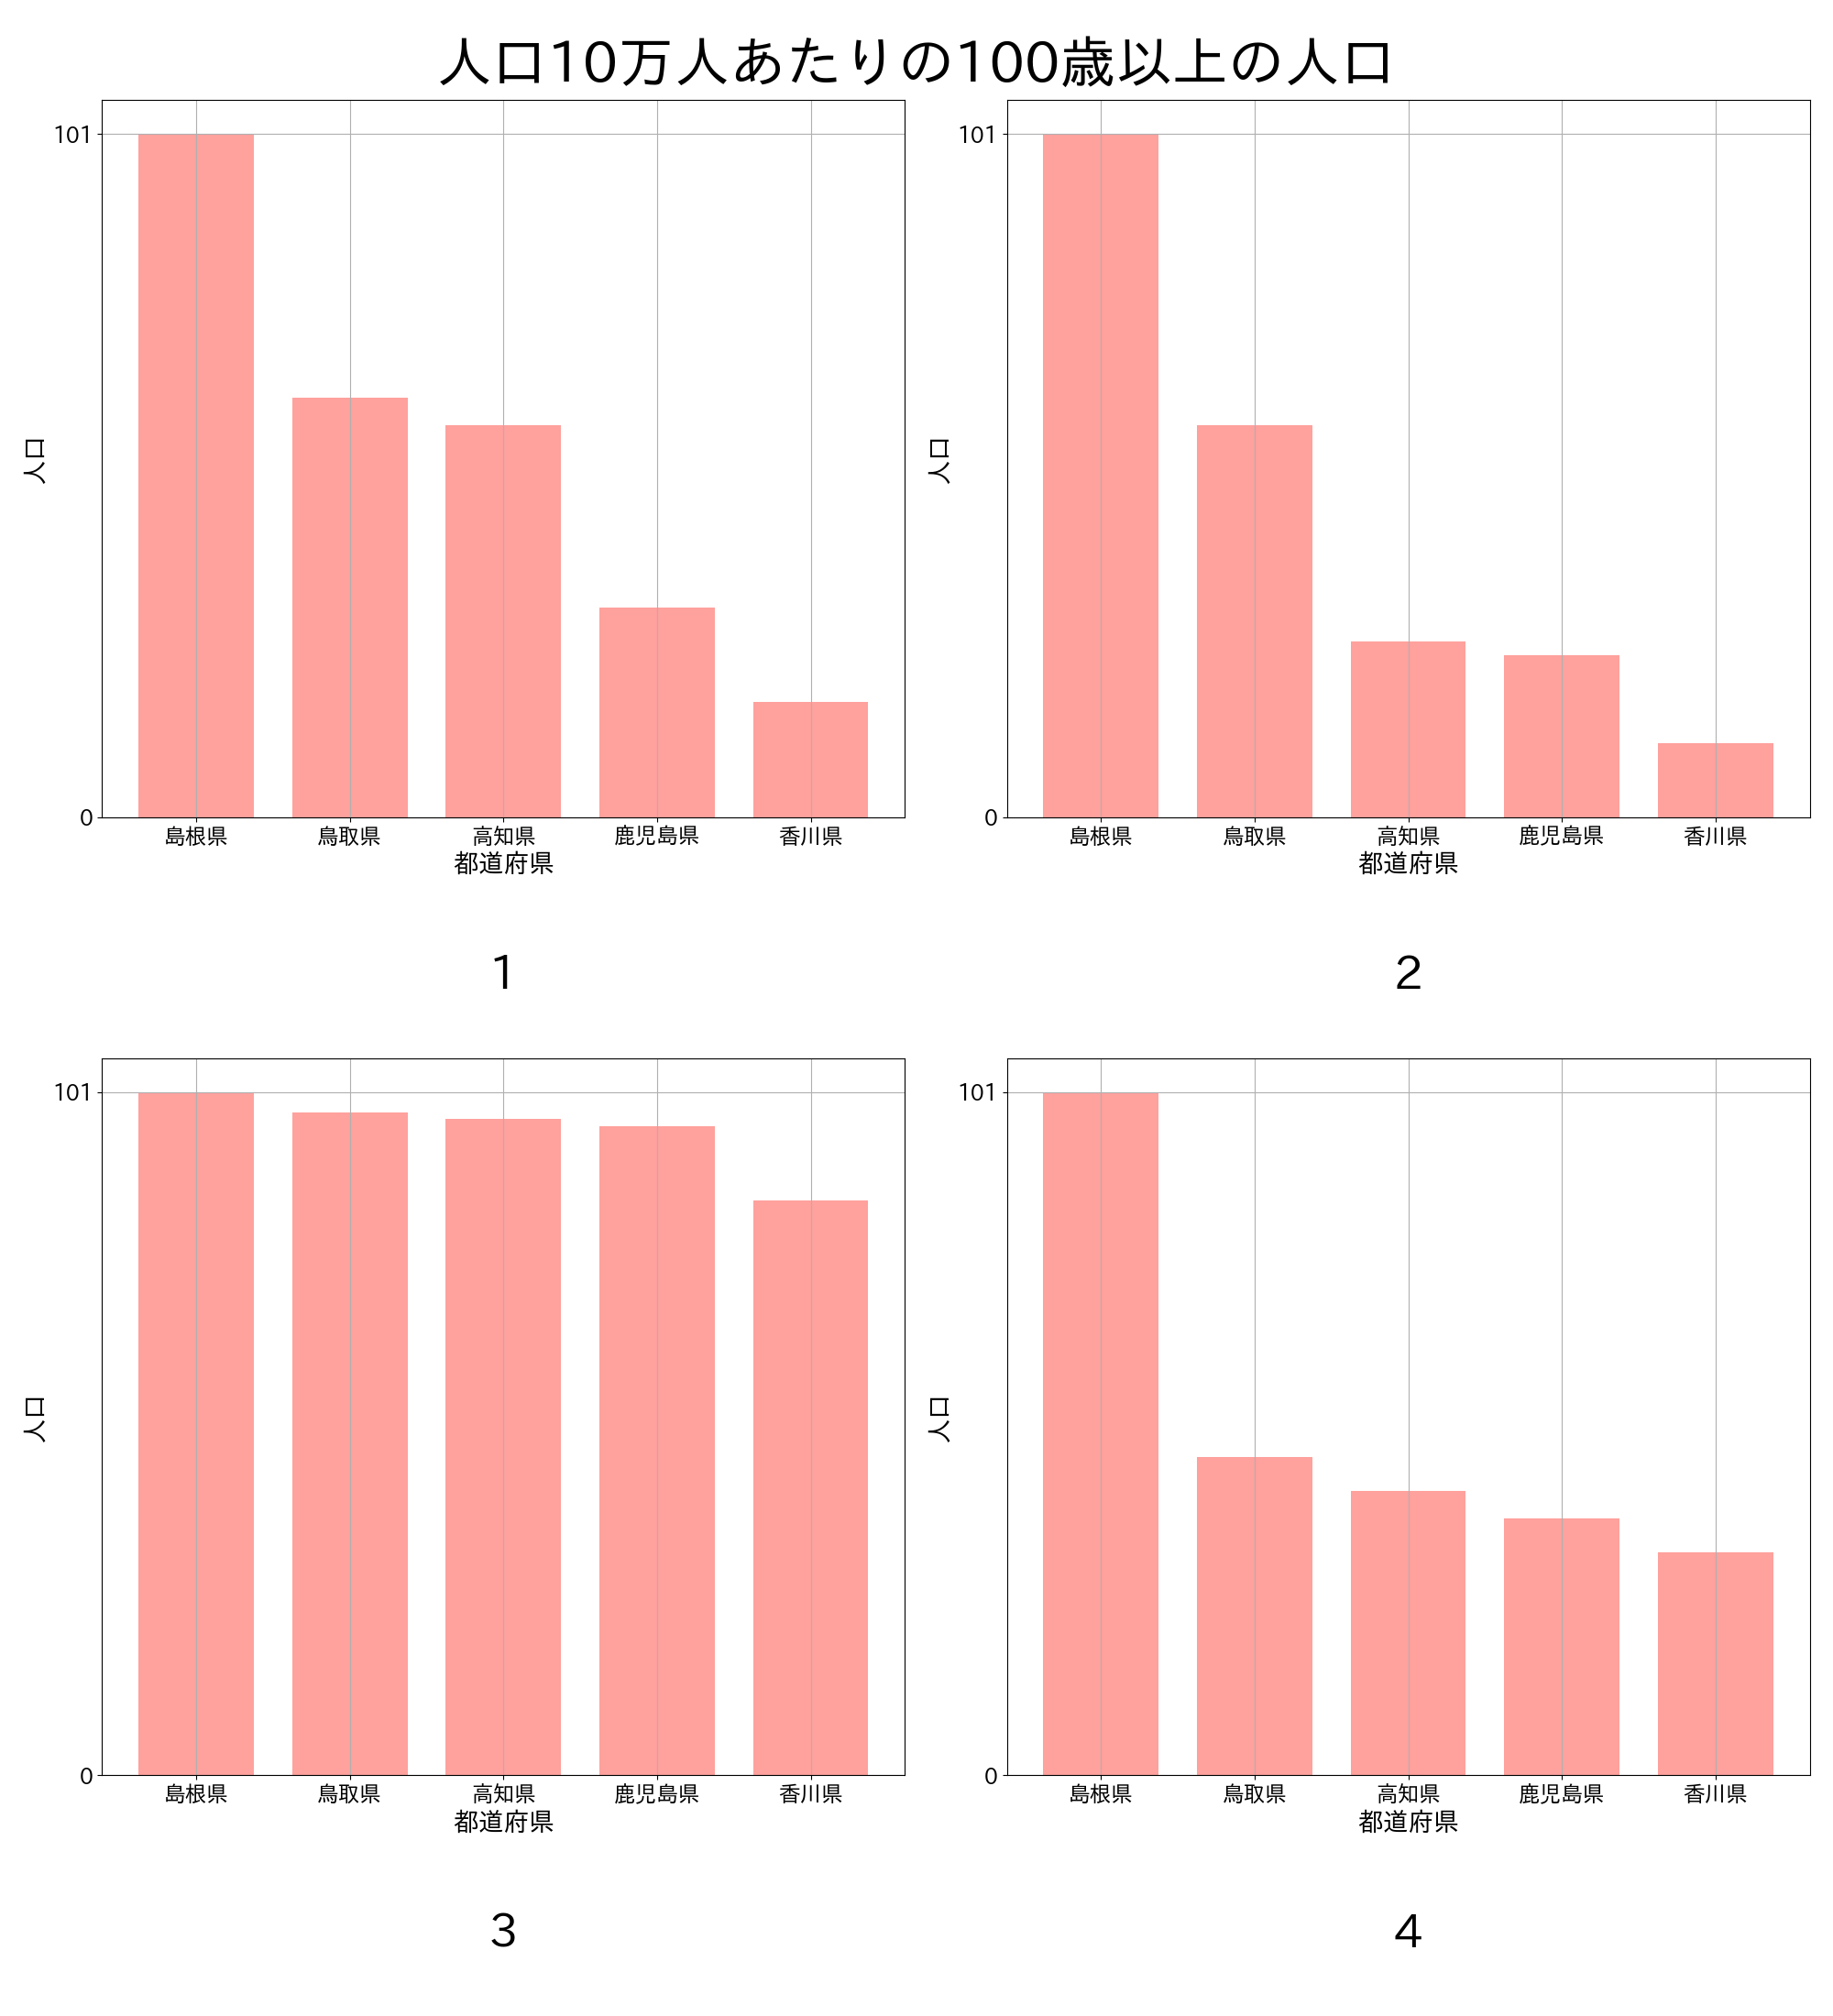 人口10万人あたりの100歳以上の人口
101
0
人口
島根県 鳥取県 高知県 鹿児島県 香川県
都道府県
1
101
0
人口
島根県 鳥取県 高知県 鹿児島県 香川県
都道府県
2
101
0
人口
島根県 鳥取県 高知県 鹿児島県 香川県
都道府県
3
101
0
人口
島根県 鳥取県 高知県 鹿児島県 香川県
都道府県
4